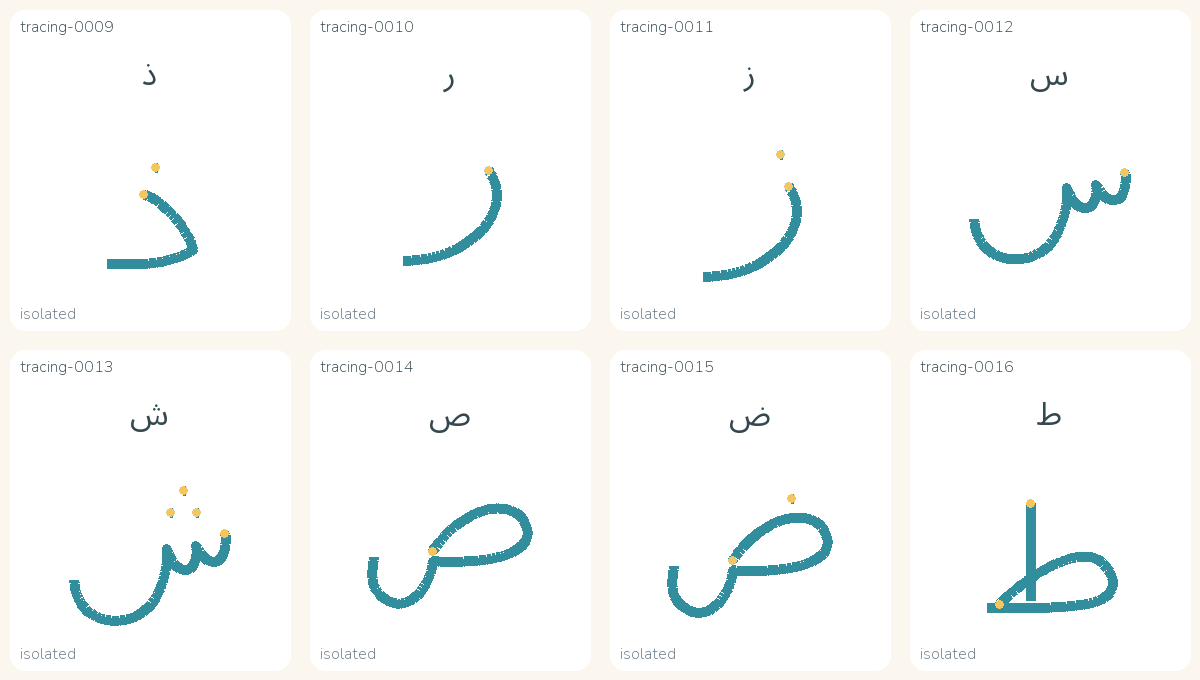 tracing-0009
ذ
isolated
tracing-0010
ر
isolated
tracing-0011
ز
isolated
tracing-0012
س
isolated
tracing-0013
ش
isolated
tracing-0014
ص
isolated
tracing-0015
ض
isolated
tracing-0016
ط
isolated